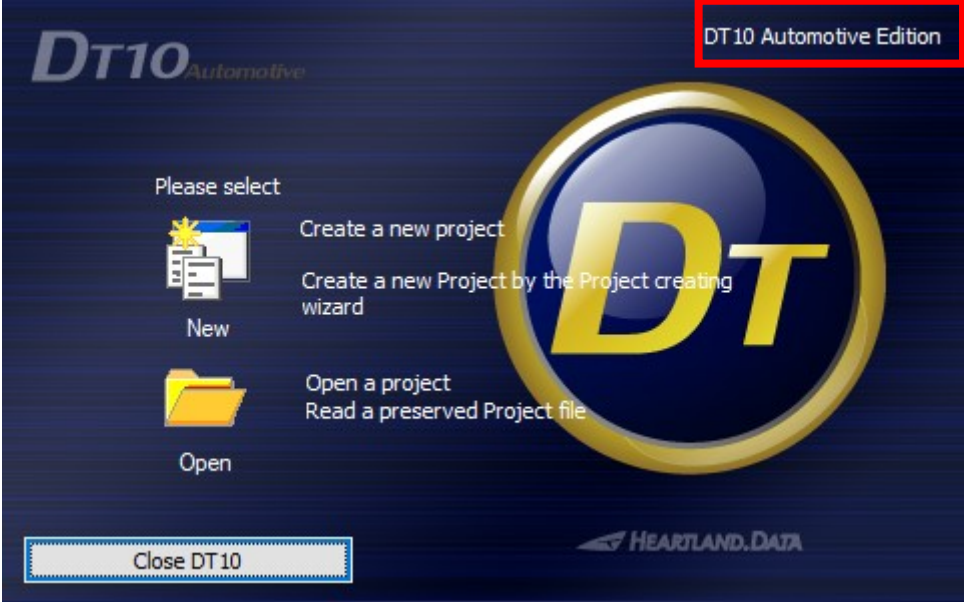 DT10 Automotive
DT10 Automotive Edition
Please select
Create a new project
Create a new Project by the Project creating
wizard
New
DT
Open a project
Read a preserved Project file
Open
HEARTLAND.DATA
Close DT10